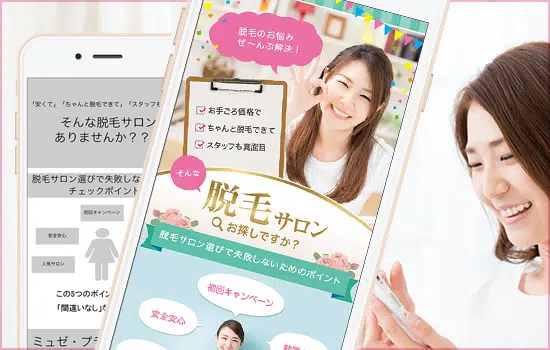 「安くて」「ちゃんと脱毛できて」「スタッフも
そんな脱毛サロン
ありませんか？？
脱毛サロン選びで失敗しない
チェックポイント
初回キャンペーン
安全安心
人気サロン
この5つのポイン
「間違いなし」な
ミュゼ・プラ
脱毛のお悩み
ぜ〜んぶ解決！
お手ごろ価格で
ちゃんと脱毛できて
スタッフも真面目
そんな
脱毛サロン
お探しですか？
脱毛サロン選びで失敗しないためのポイント
初回キャンペーン
安全安心